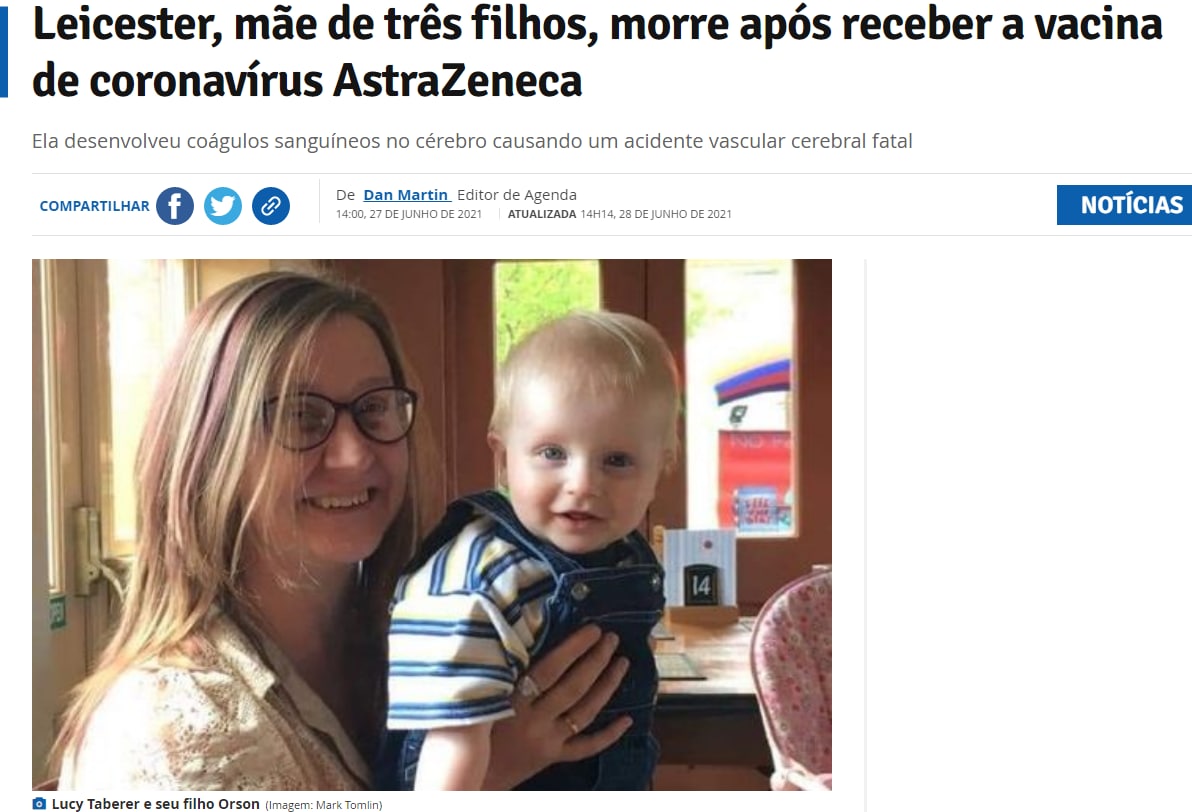 Leicester, mãe de três filhos, morre após receber a vacina
de coronavírus AstraZeneca
Ela desenvolveu coágulos sanguíneos no cérebro causando um acidente vascular cerebral fatal
COMPARTILHAR
De Dan Martin Editor de Agenda
14:00, 27 DE JUNHO DE 2021 ATUALIZADA 14H14, 28 DE JUNHO DE 2021
NOTÍCIAS
NO
14
Lucy Taberer e seu filho Orson (Imagem: Mark Tomlin)